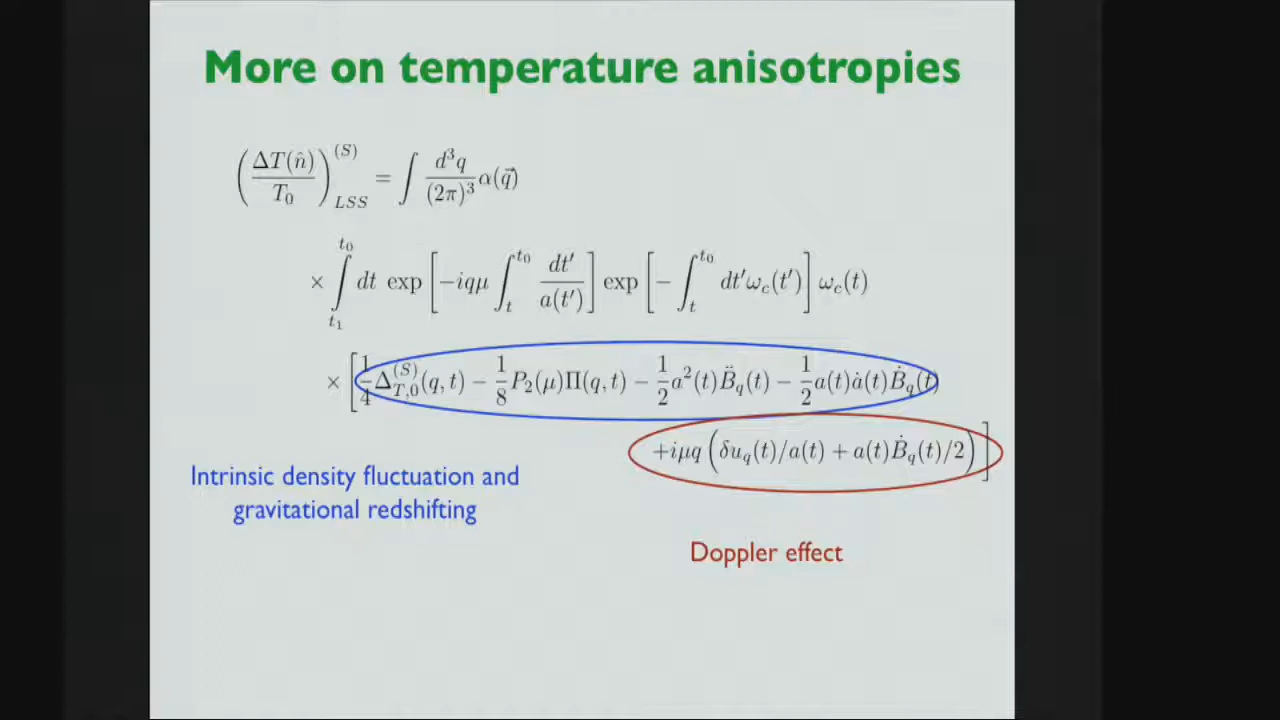 More on temperature anisotropies
$\left(\frac{\Delta T(\hat{n})}{T_0}\right)^{(S)}_{LSS} = \int \frac{d^3q}{(2\pi)^3} \alpha(\vec{q})$
$\times \int_{t_1}^{t_0} dt \, \exp\left[-iq\mu \int_t^{t_0} \frac{dt'}{a(t')}\right] \exp\left[-\int_t^{t_0} dt' \omega_c(t')\right] \omega_c(t)$
$\times \left[\frac{1}{4}\Delta^{(S)}_{T,0}(q,t) - \frac{1}{8}P_2(\mu)\Pi(q,t) - \frac{1}{2}a^2(t)\ddot{B}_q(t) - \frac{1}{2}a(t)\dot{a}(t)\dot{B}_q(t)\right.$
$\left.+i\mu q\left(\delta u_q(t)/a(t) + a(t)\dot{B}_q(t)/2\right)\right]$
Intrinsic density fluctuation and
gravitational redshifting
Doppler effect